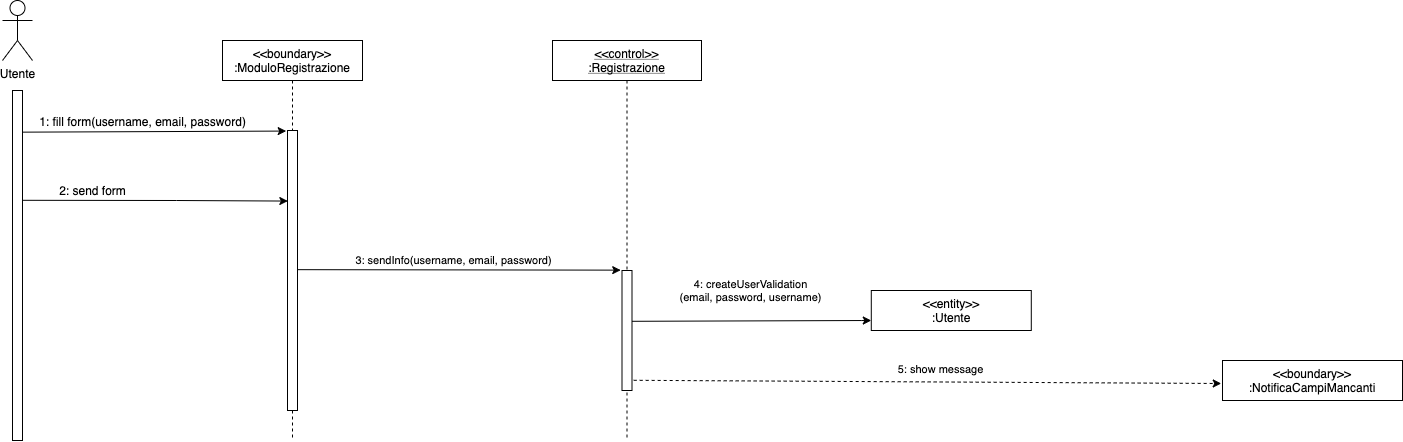 Utente
<<boundary>>
:ModuloRegistrazione
<<control>>
:Registrazione
1: fill form(username, email, password)
2: send form
3: sendInfo(username, email, password)
4: createUserValidation
(email, password, username)
<<entity>>
:Utente
5: show message
<<boundary>>
:NotificaCampiMancanti